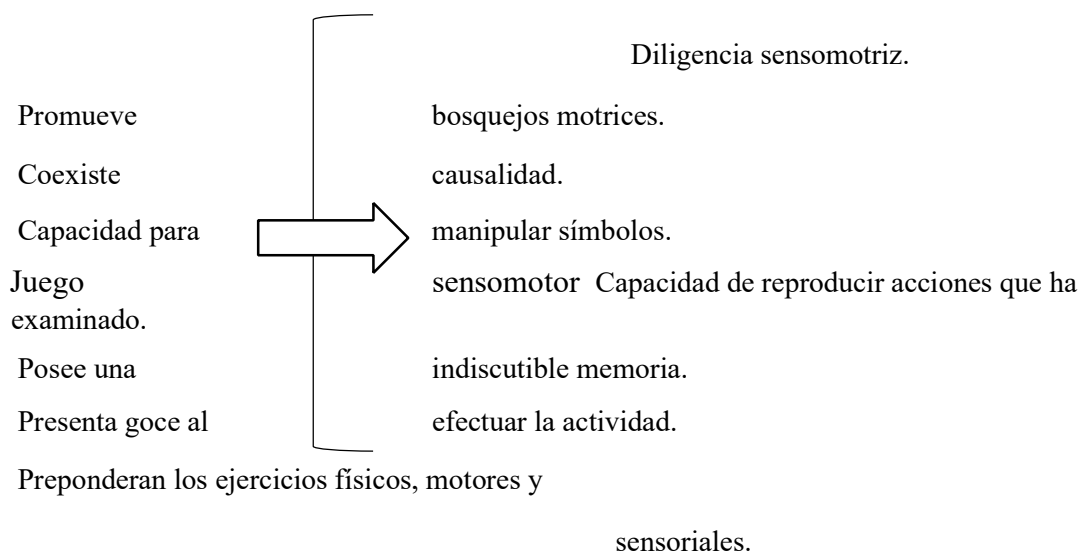 Diligencia sensomotriz.
Promueve bosquejos motrices.
Coexiste causalidad.
Capacidad para manipular símbolos.
Juego sensomotor Capacidad de reproducir acciones que ha
examinado.
Posee una indiscutible memoria.
Presenta goce al efectuar la actividad.
Preponderan los ejercicios físicos, motores y
sensoriales.